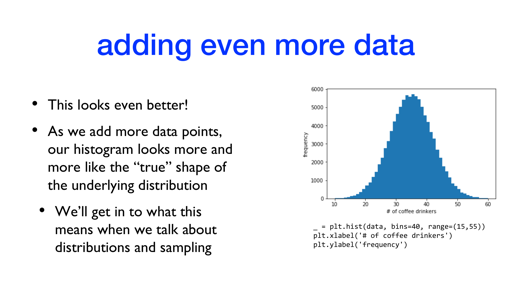 adding even more data
• This looks even better!
• As we add more data points,
our histogram looks more and
more like the “true” shape of
the underlying distribution
• We’ll get in to what this
means when we talk about
distributions and sampling
6000
5000
4000
3000
2000
1000
0
frequency
10 20 30 40 50 60
# of coffee drinkers
_ = plt.hist(data, bins=40, range=(15,55))
plt.xlabel('# of coffee drinkers')
plt.ylabel('frequency')